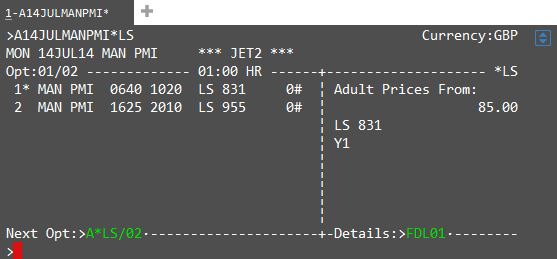 1-A14JULMANPMI*
>A14JULMANPMI*LS Currency:GBP
MON 14JUL14 MAN PMI *** JET2 ***
Opt:01/02 ------------- 01:00 HR ------+-------------------- *LS
1* MAN PMI 0640 1020 LS 831 0# ¦ Adult Prices From:
2 MAN PMI 1625 2010 LS 955 0# ¦ 85.00
¦ LS 831
¦ Y1
Next Opt:>A*LS/02·----------------------+-Details:>FDL01·--------
>